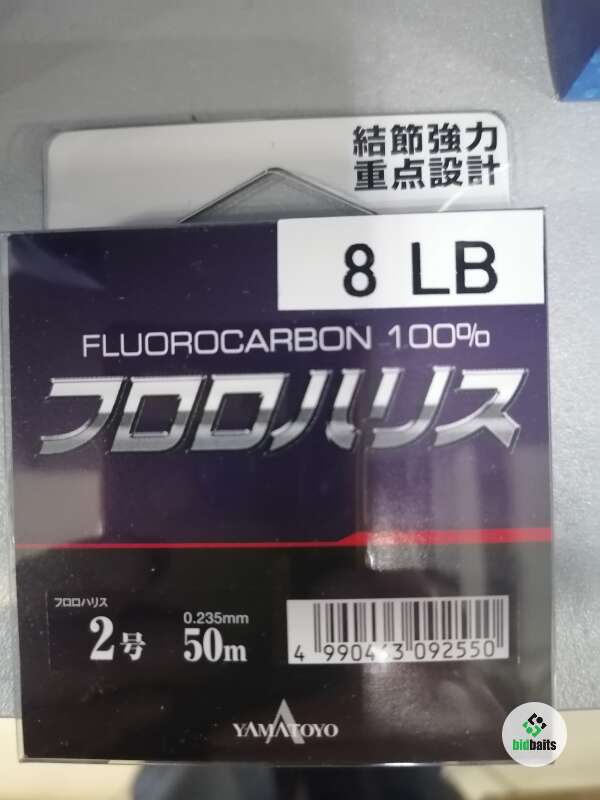 結節強力
重点設計
8 LB
FLUOROCARBON 100%
フロロハリス
フロロハリス
2号
0.235mm
50m
4 990443 092550
YAMATOYO
bidbaits